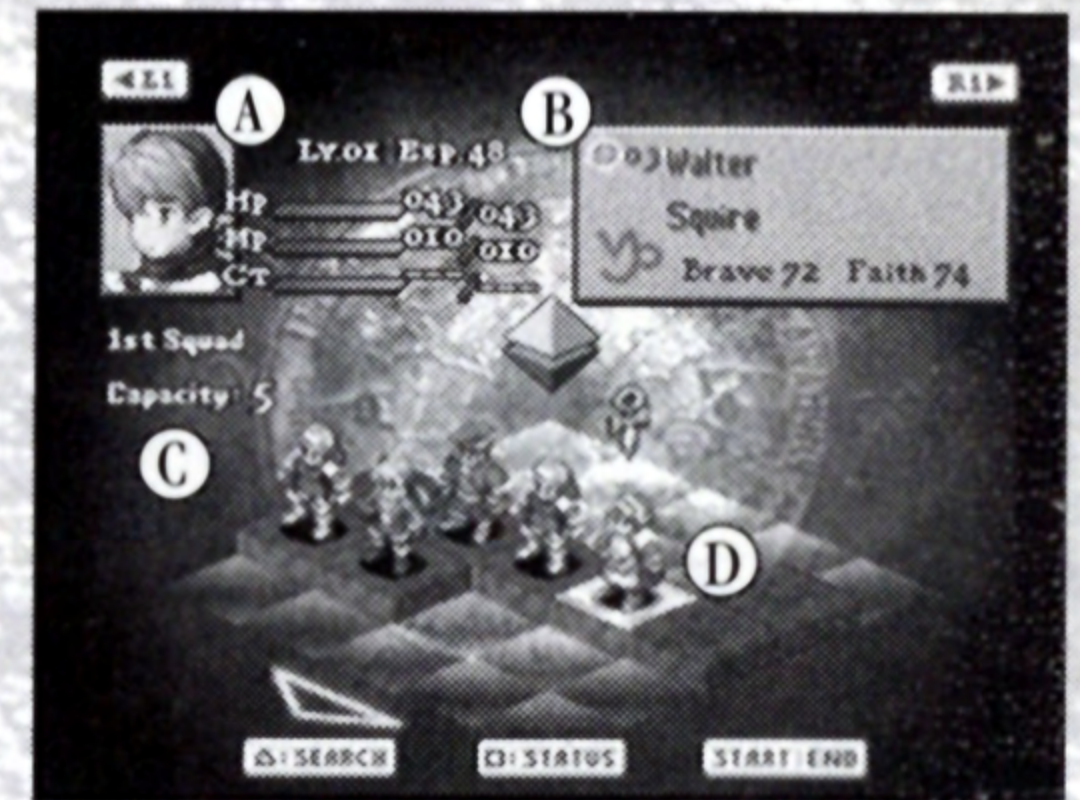 ◀L1
R1▶
A
B
Lv.01 Exp.48
Hp 043/043
Mp 010/010
CT
03 Walter
Squire
Brave 72 Faith 74
1st Squad
Capacity: 5
C
D
△:SEARCH
□:STATUS
START:END